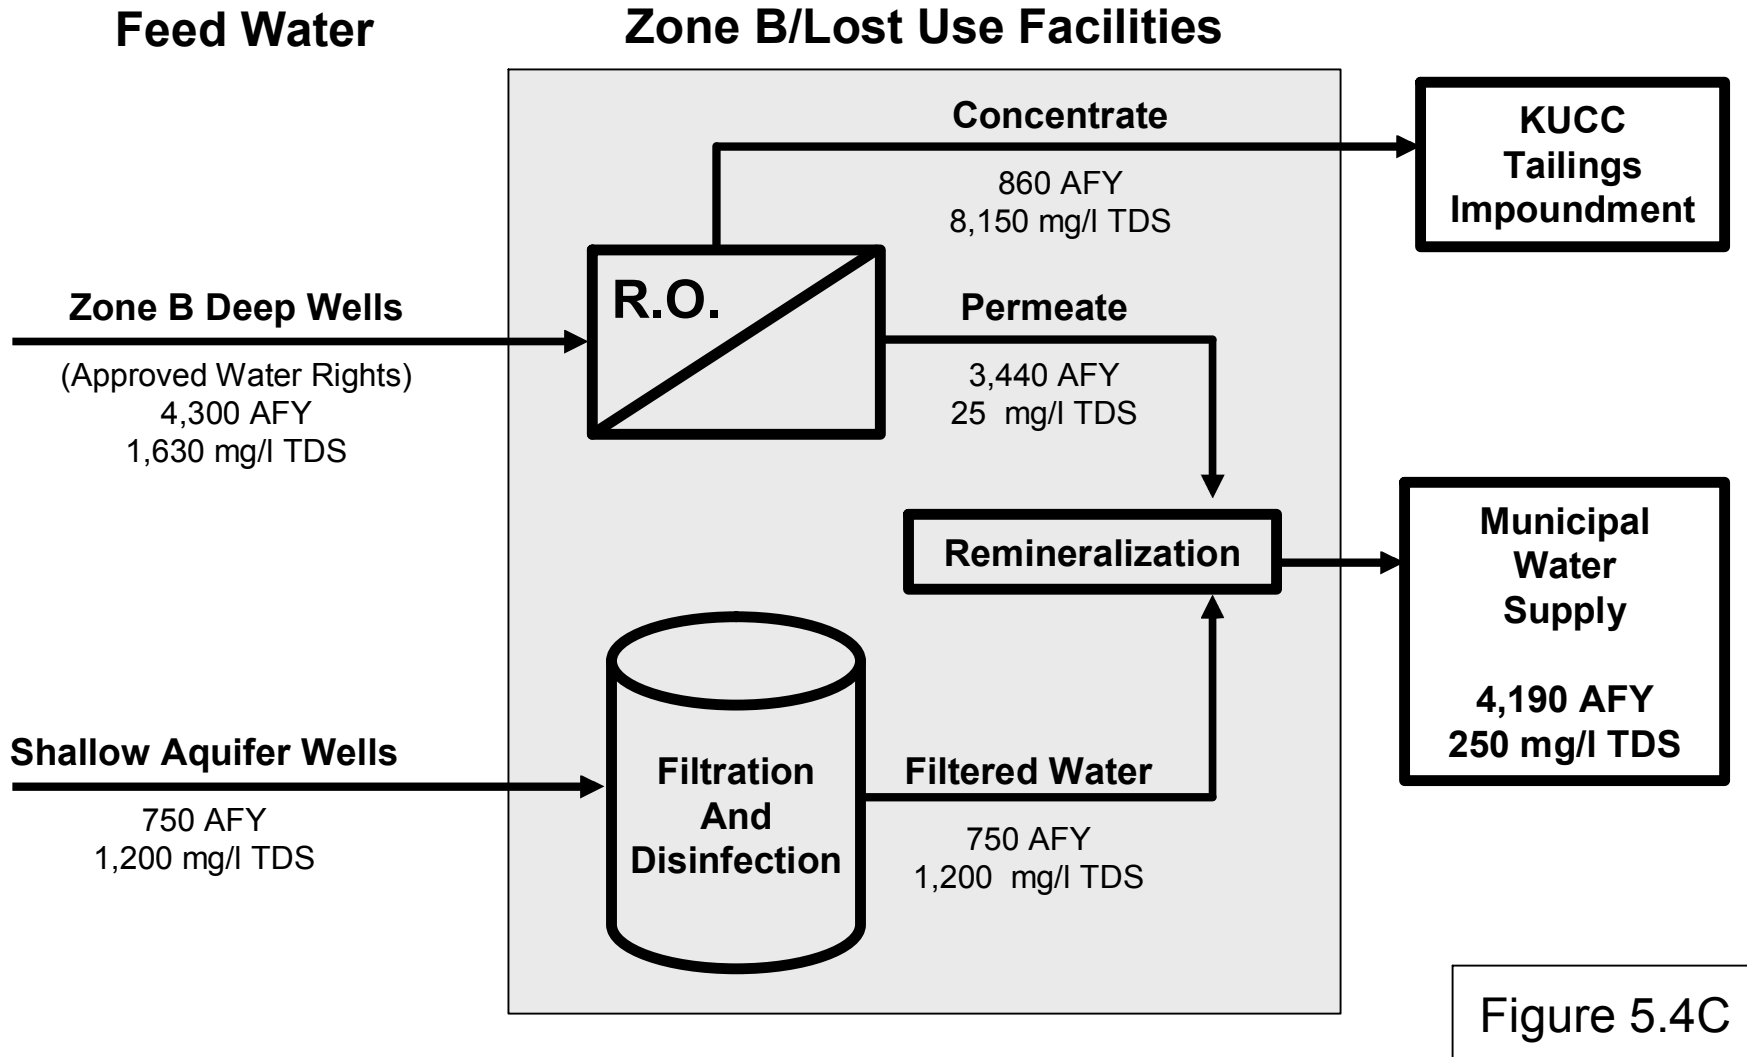 Feed Water
Zone B/Lost Use Facilities
Concentrate
860 AFY
8,150 mg/l TDS
KUCC
Tailings
Impoundment
Zone B Deep Wells
(Approved Water Rights)
4,300 AFY
1,630 mg/l TDS
R.O.
Permeate
3,440 AFY
25 mg/l TDS
Remineralization
Municipal
Water
Supply
4,190 AFY
250 mg/l TDS
Shallow Aquifer Wells
750 AFY
1,200 mg/l TDS
Filtration
And
Disinfection
Filtered Water
750 AFY
1,200 mg/l TDS
Figure 5.4C